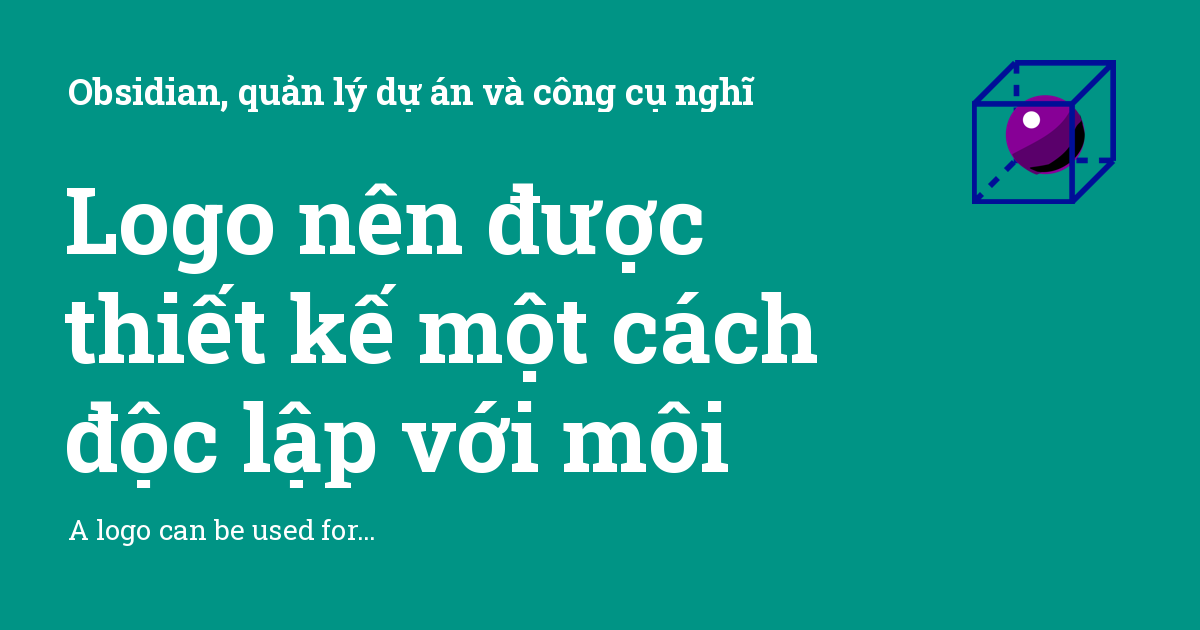 Obsidian, quản lý dự án và công cụ nghĩ
Logo nên được
thiết kế một cách
độc lập với môi
A logo can be used for…